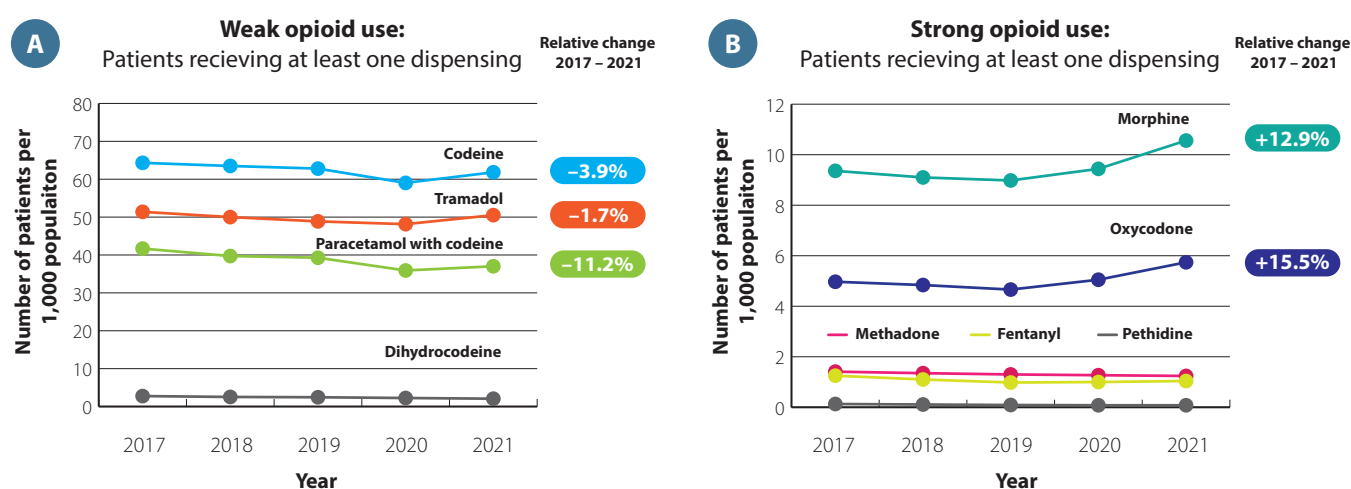 A
Weak opioid use:
Patients recieving at least one dispensing
Relative change
2017 – 2021
Number of patients per
1,000 populaiton
80
70
60
50
40
30
20
10
0
Codeine
–3.9%
Tramadol
–1.7%
Paracetamol with codeine
–11.2%
Dihydrocodeine
2017 2018 2019 2020 2021
Year
B
Strong opioid use:
Patients recieving at least one dispensing
Relative change
2017 – 2021
Number of patients per
1,000 populaiton
12
10
8
6
4
2
0
Morphine
+12.9%
Oxycodone
+15.5%
Methadone Fentanyl Pethidine
2017 2018 2019 2020 2021
Year